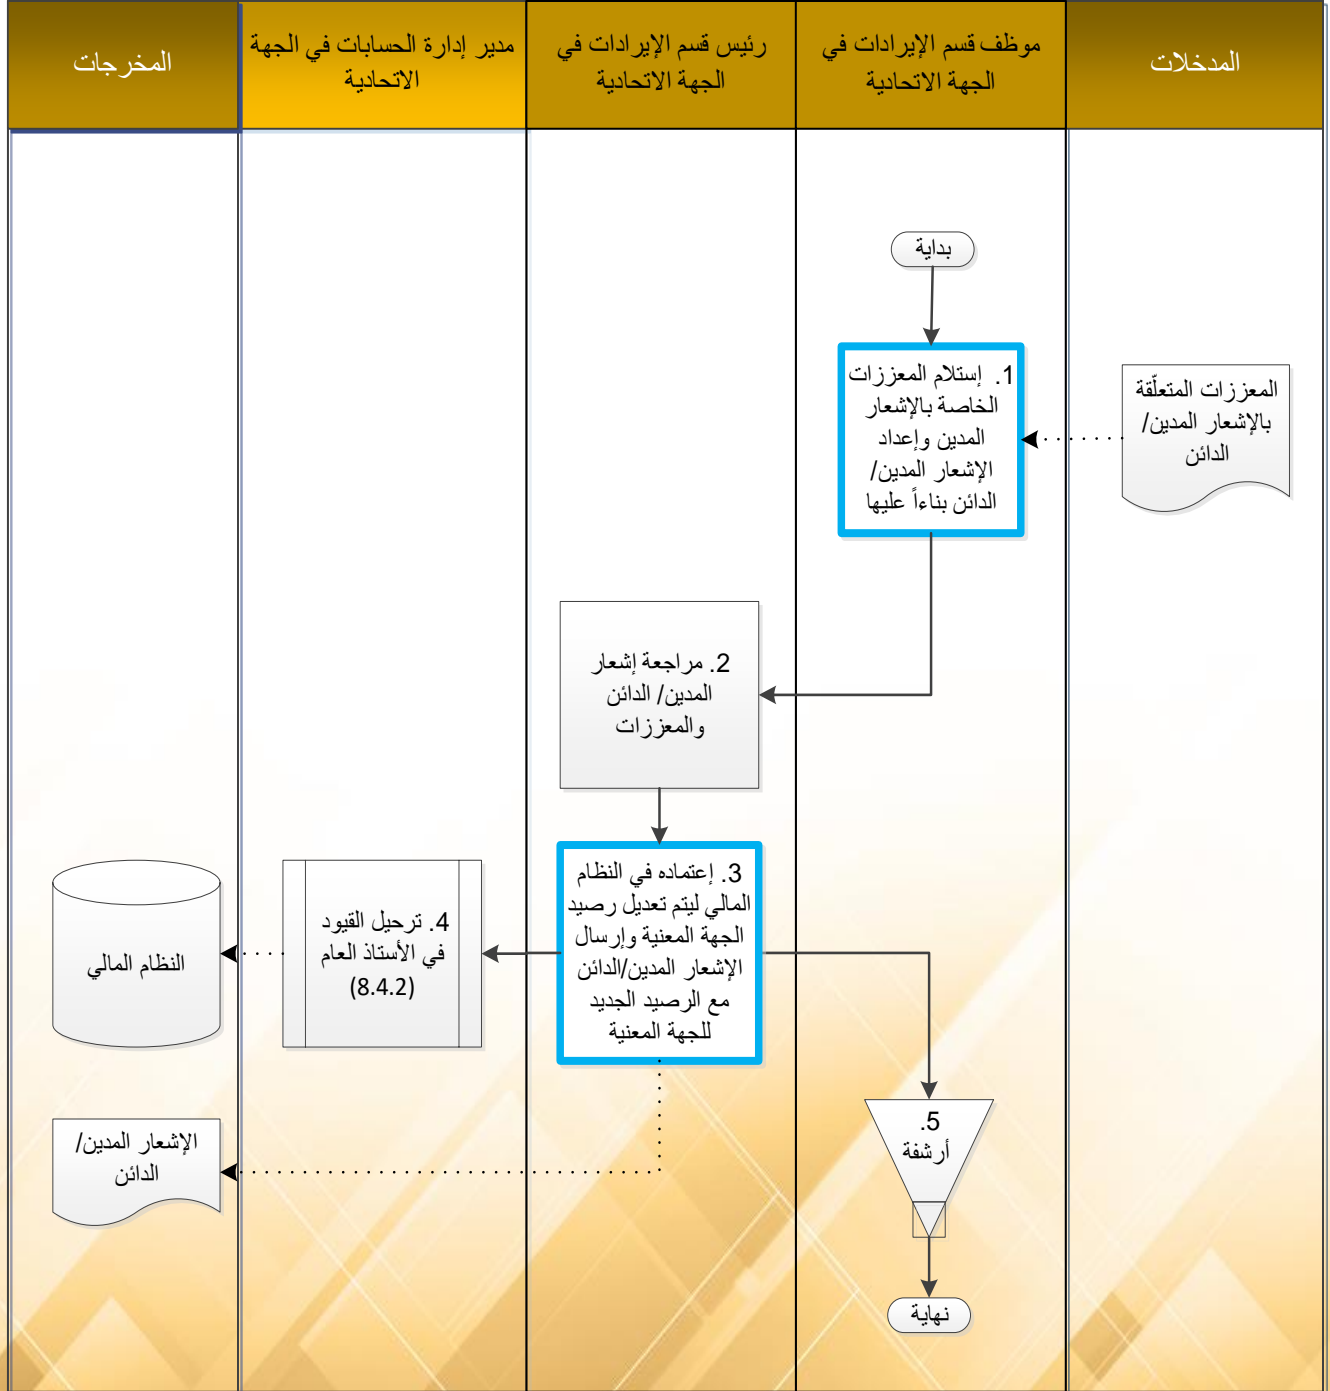 المدخلات
موظف قسم الإيرادات في
الجهة الاتحادية
رئيس قسم الإيرادات في
الجهة الاتحادية
مدير إدارة الحسابات في الجهة
الاتحادية
المخرجات
بداية
1. إستلام المعززات
الخاصة بالإشعار
المدين وإعداد
الإشعار المدين/
الدائن بناءاً عليها
المعززات المتعلّقة
بالإشعار المدين/
الدائن
2. مراجعة إشعار
المدين/ الدائن
والمعززات
3. إعتماده في النظام
المالي ليتم تعديل رصيد
الجهة المعنية وإرسال
الإشعار المدين/الدائن
مع الرصيد الجديد
للجهة المعنية
4. ترحيل القيود
في الأستاذ العام
(8.4.2)
النظام المالي
الإشعار المدين/
الدائن
5.
أرشفة
نهاية